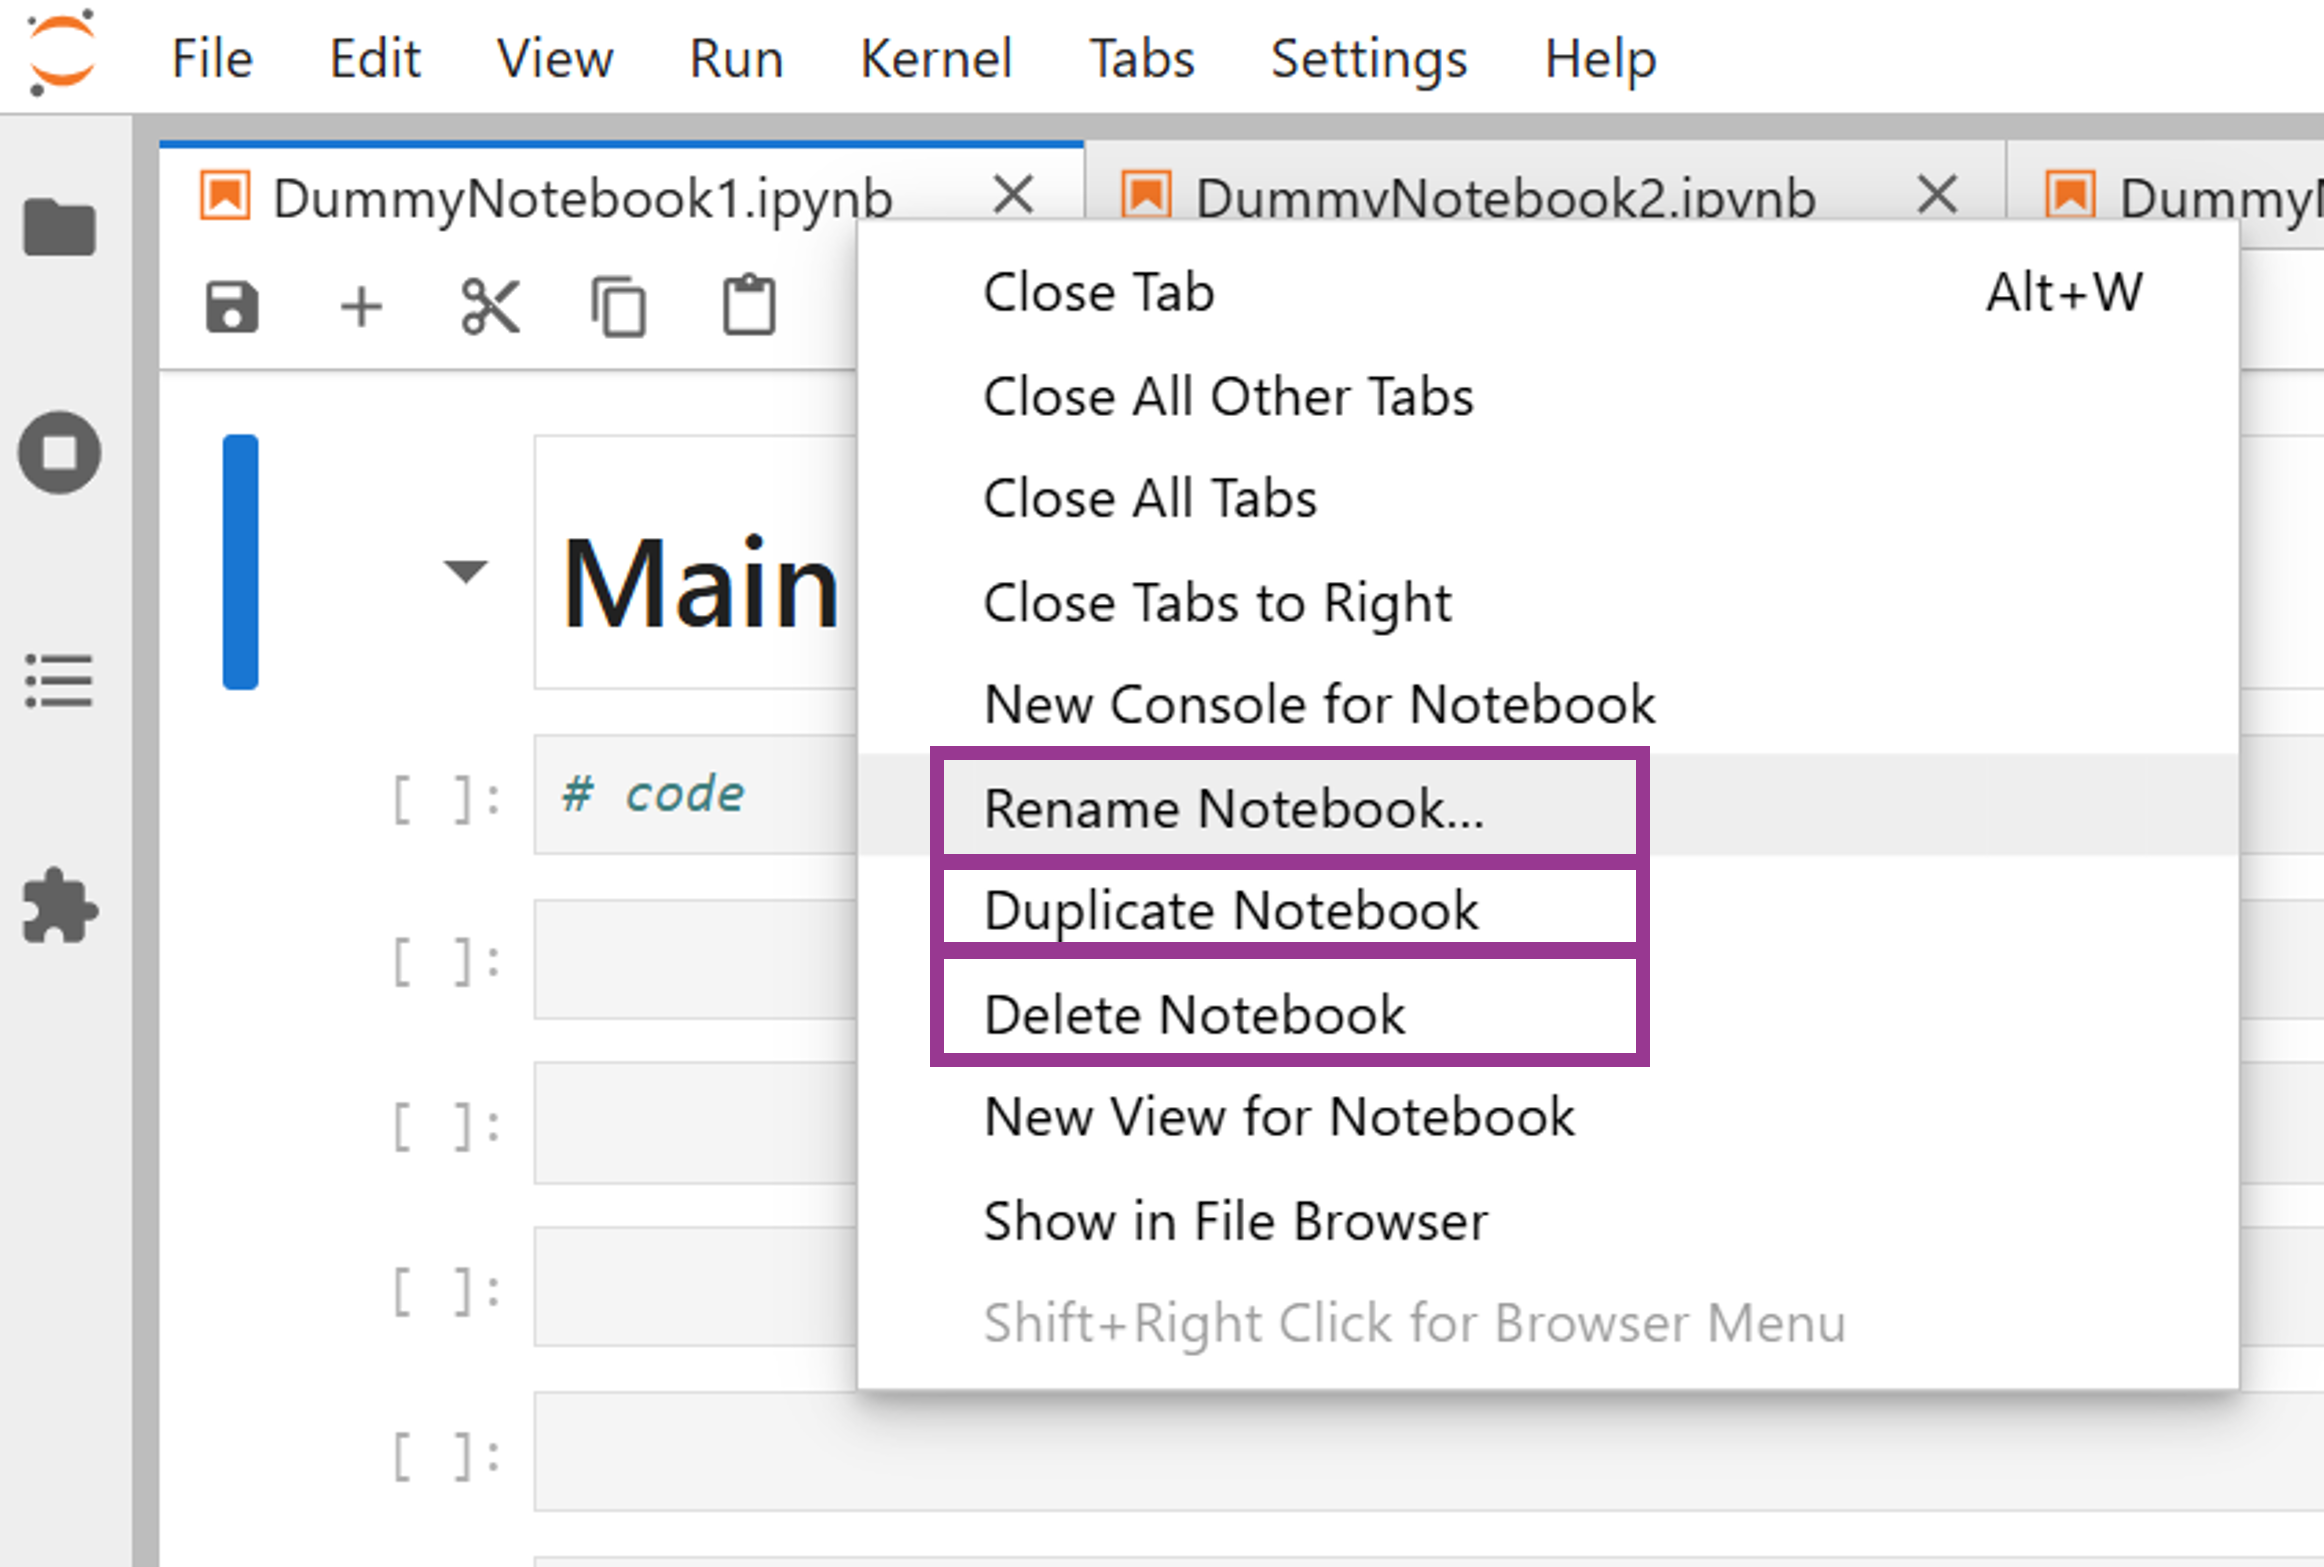 File Edit View Run Kernel Tabs Settings Help
DummyNotebook1.ipynb DummyNotebook2.ipynb
Close Tab Alt+W
Close All Other Tabs
Close All Tabs
Close Tabs to Right
Main
New Console for Notebook
[ ]: # code
Rename Notebook...
Duplicate Notebook
[ ]:
Delete Notebook
[ ]:
New View for Notebook
Show in File Browser
[ ]:
Shift+Right Click for Browser Menu
[ ]: